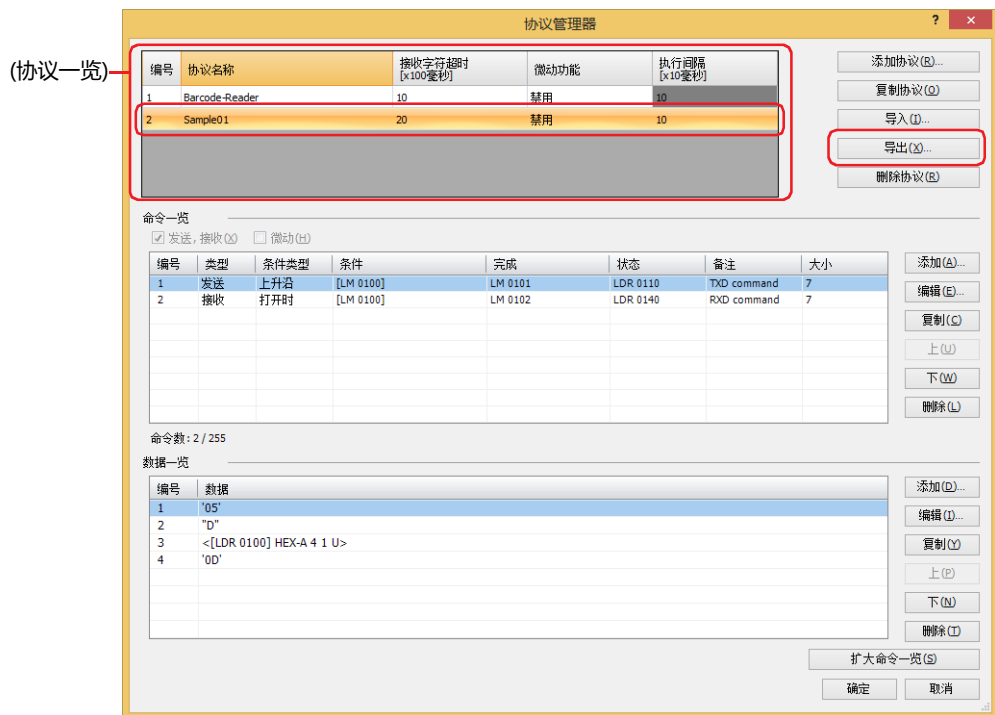 协议管理器
? ×
(协议一览)
编号 协议名称 接收字符超时 [x100毫秒] 微动功能 执行间隔 [x10毫秒]
1 Barcode-Reader 10 禁用 10
2 Sample01 20 禁用 10
添加协议(R)...
复制协议(O)
导入(I)...
导出(X)...
删除协议(R)
命令一览
发送, 接收(X) 微动(H)
编号 类型 条件类型 条件 完成 状态 备注 大小
1 发送 上升沿 [LM 0100] LM 0101 LDR 0110 TXD command 7
2 接收 打开时 [LM 0100] LM 0102 LDR 0140 RXD command 7
添加(A)...
编辑(E)...
复制(C)
上(U)
下(W)
删除(L)
命令数: 2 / 255
数据一览
编号 数据
1 '05'
2 "D"
3 <[LDR 0100] HEX-A 4 1 U>
4 '0D'
添加(D)...
编辑(I)...
复制(Y)
上(P)
下(N)
删除(T)
扩大命令一览(S)
确定 取消